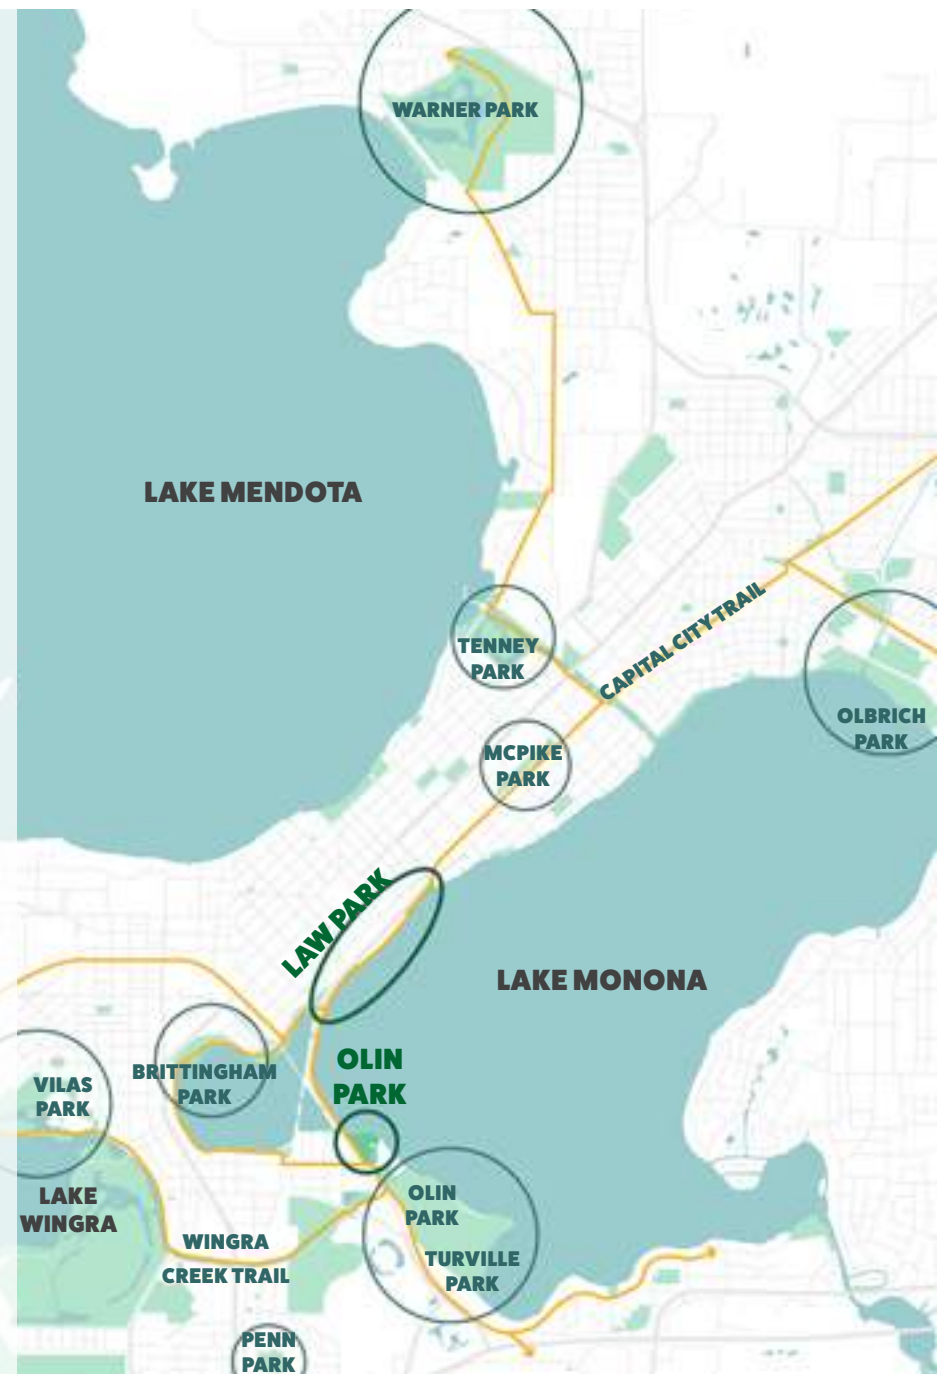 WARNER PARK
LAKE MENDOTA
TENNEY
PARK
CAPITAL CITY TRAIL
OLBRICH
PARK
MCPIKE
PARK
LAW PARK
LAKE MONONA
OLIN
PARK
BRITTINGHAM
PARK
VILAS
PARK
LAKE
WINGRA
OLIN
PARK
WINGRA
CREEK TRAIL
TURVILLE
PARK
PENN
PARK